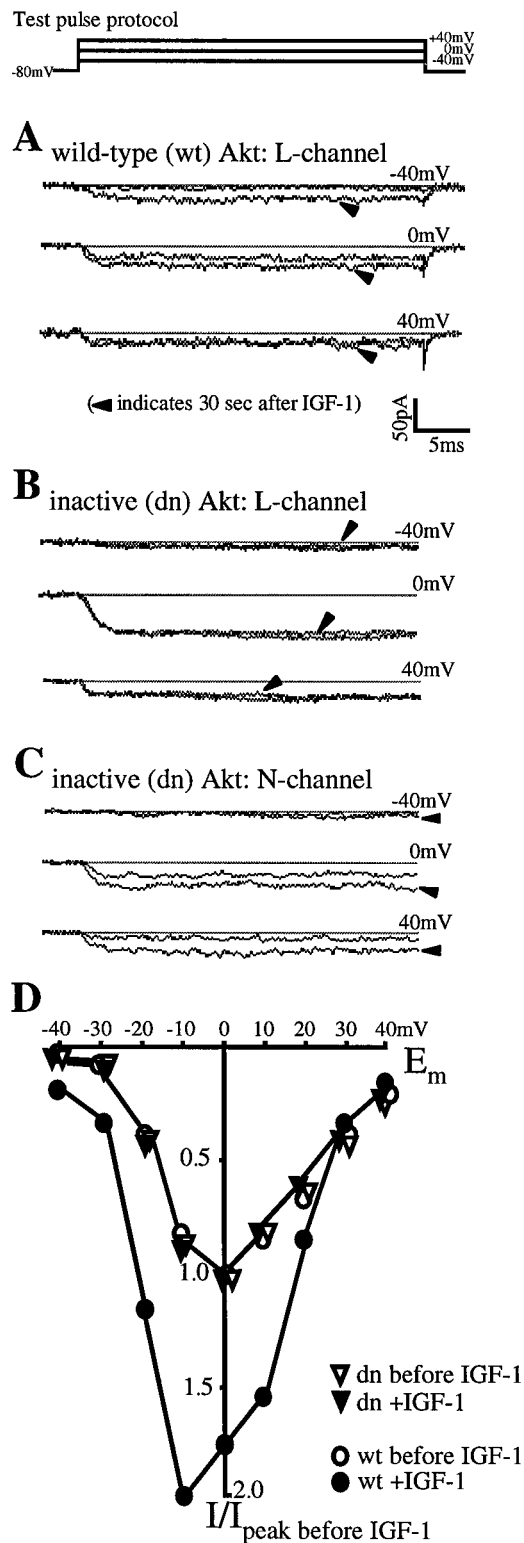 Test pulse protocol
+40mV
0mV
-40mV
-80mV
A wild-type (wt) Akt: L-channel
-40mV
0mV
40mV
(◄ indicates 30 sec after IGF-1)
50pA
5ms
B inactive (dn) Akt: L-channel
-40mV
0mV
40mV
C inactive (dn) Akt: N-channel
-40mV
0mV
40mV
D
-40 -30 -20 -10 0 10 20 30 40mV
Em
0.5
1.0
1.5
2.0
dn before IGF-1
dn +IGF-1
wt before IGF-1
wt +IGF-1
I/Ipeak before IGF-1